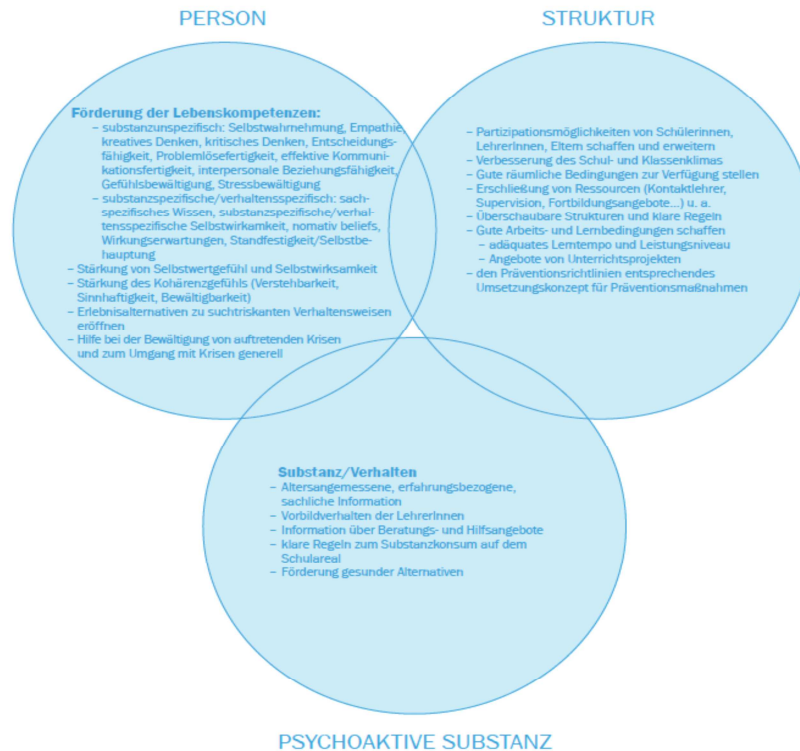 PERSON
STRUKTUR
Förderung der Lebenskompetenzen:
– substanzunspezifisch: Selbstwahrnehmung, Empathie,
kreatives Denken, kritisches Denken, Entscheidungs-
fähigkeit, Problemlösefertigkeit, effektive Kommuni-
kationsfertigkeit, interpersonale Beziehungsfähigkeit,
Gefühlsbewältigung, Stressbewältigung
– substanzspezifische/verhaltensspezifisch: sach-
spezifisches Wissen, substanzspezifische/verhal-
tensspezifische Selbstwirksamkeit, nomativ beliefs,
Wirkungserwartungen, Standfestigkeit/Selbstbe-
hauptung
– Stärkung von Selbstwertgefühl und Selbstwirksamkeit
– Stärkung des Kohärenzgefühls (Verstehbarkeit,
Sinnhaftigkeit, Bewältigbarkeit)
– Erlebnisalternativen zu suchtriskanten Verhaltensweisen
eröffnen
– Hilfe bei der Bewältigung von auftretenden Krisen
und zum Umgang mit Krisen generell
– Partizipationsmöglichkeiten von Schülerinnen,
LehrerInnen, Eltern schaffen und erweitern
– Verbesserung des Schul- und Klassenklimas
– Gute räumliche Bedingungen zur Verfügung stellen
– Erschließung von Ressourcen (Kontaktlehrer,
Supervision, Fortbildungsangebote...) u. a.
– Überschaubare Strukturen und klare Regeln
– Gute Arbeits- und Lernbedingungen schaffen
– adäquates Lerntempo und Leistungsniveau
– Angebote von Unterrichtsprojekten
– den Präventionsrichtlinien entsprechendes
Umsetzungskonzept für Präventionsmaßnahmen
Substanz/Verhalten
– Altersangemessene, erfahrungsbezogene,
sachliche Information
– Vorbildverhalten der LehrerInnen
– Information über Beratungs- und Hilfsangebote
– klare Regeln zum Substanzkonsum auf dem
Schulareal
– Förderung gesunder Alternativen
PSYCHOAKTIVE SUBSTANZ